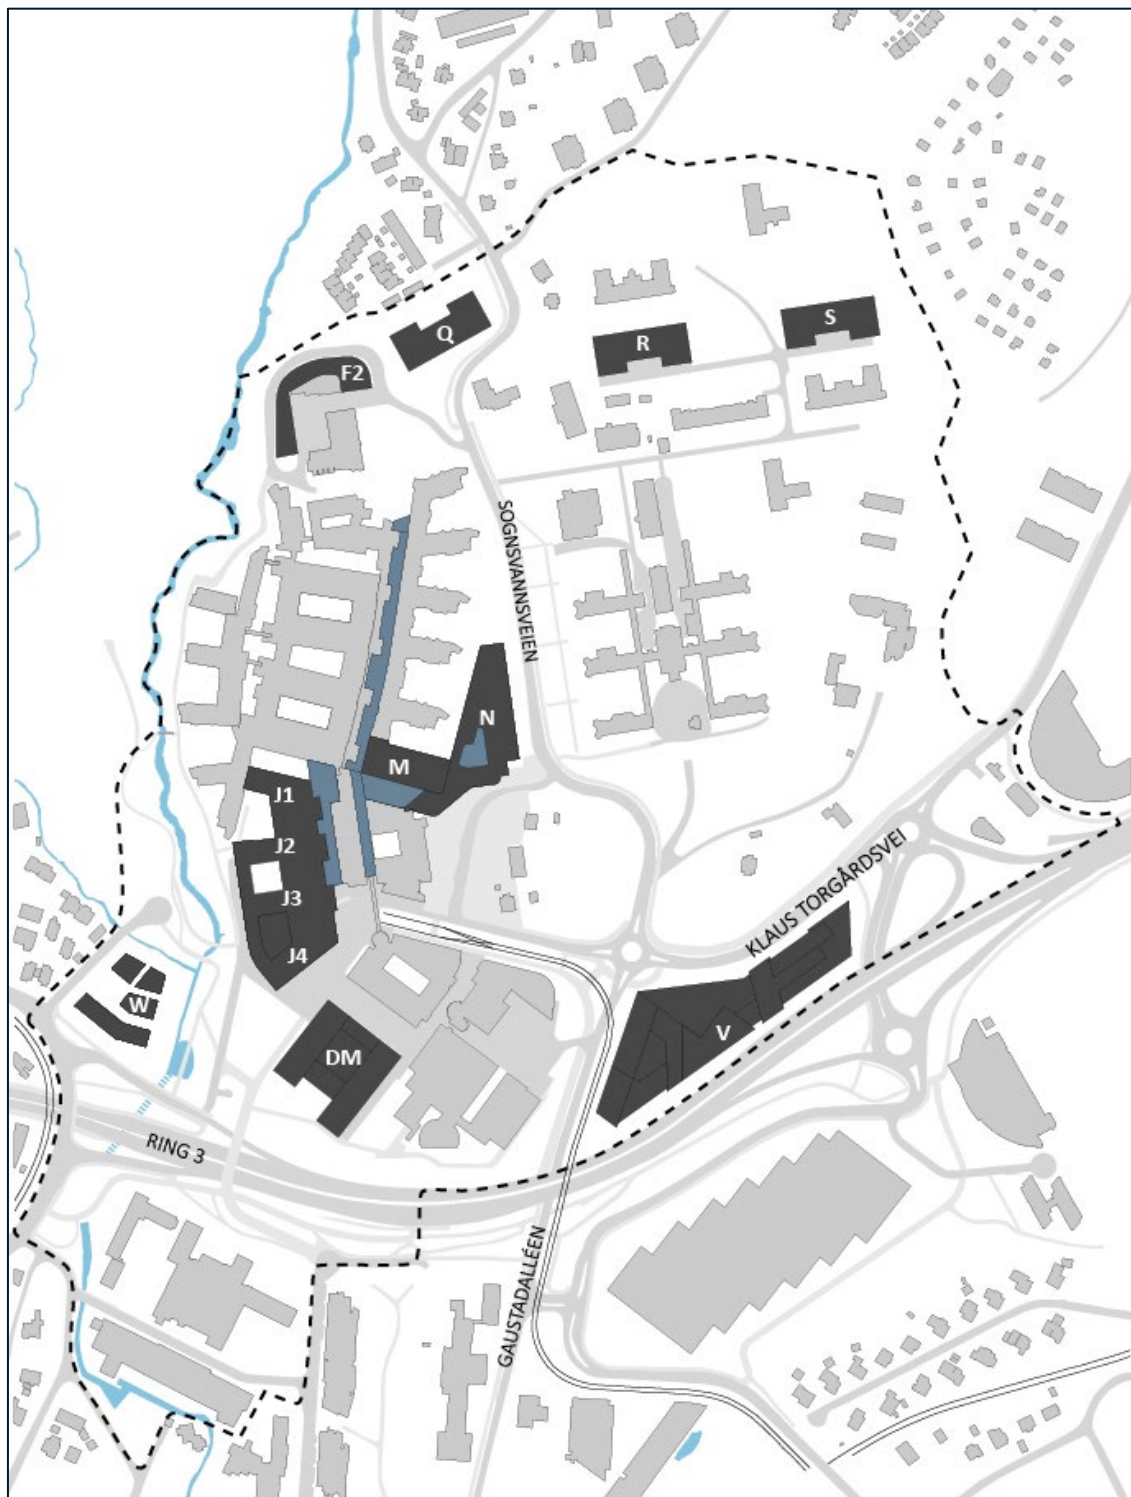 S
Q
R
F2
SOGNSVANNSVEIEN
N
M
J1
J2
J3
J4
KLAUS TORGÅRDSVEI
W
V
DM
RING 3
GAUSTADALLÉEN